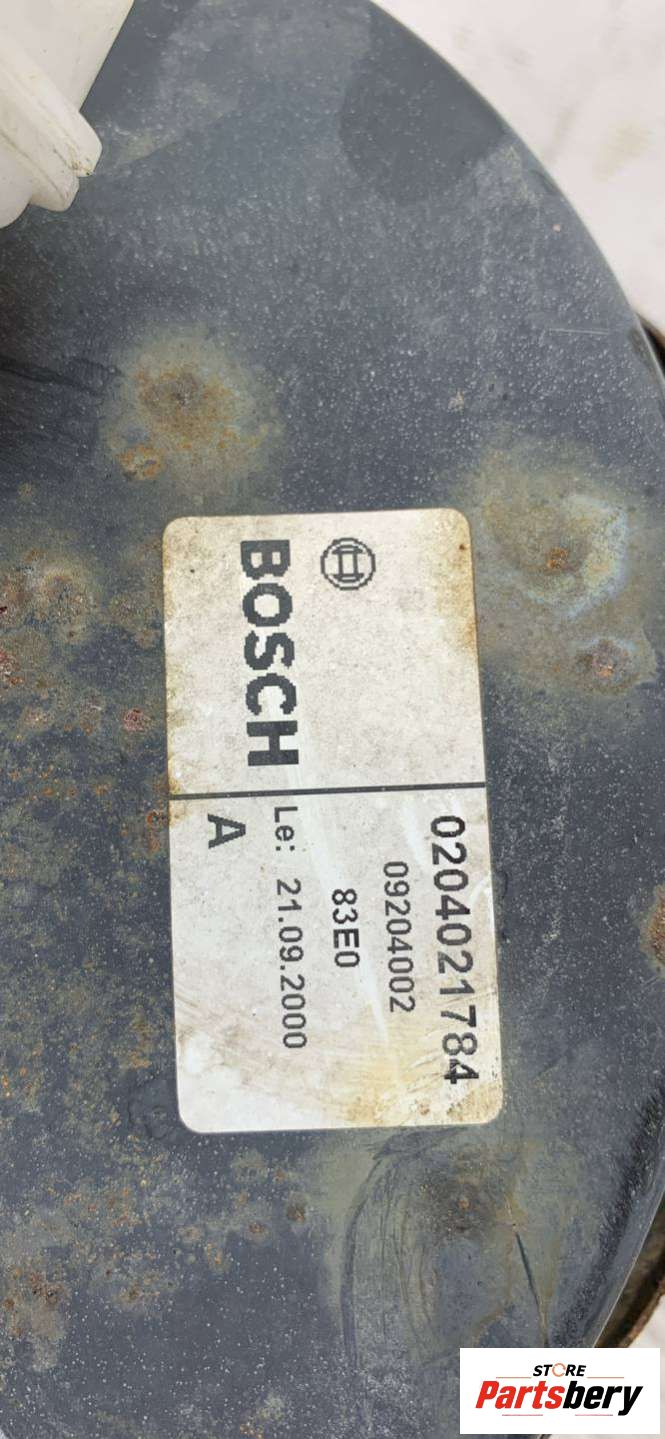 BOSCH
0204021784
09204002
83E0
Le: 21.09.2000
A
STORE
Partsbery